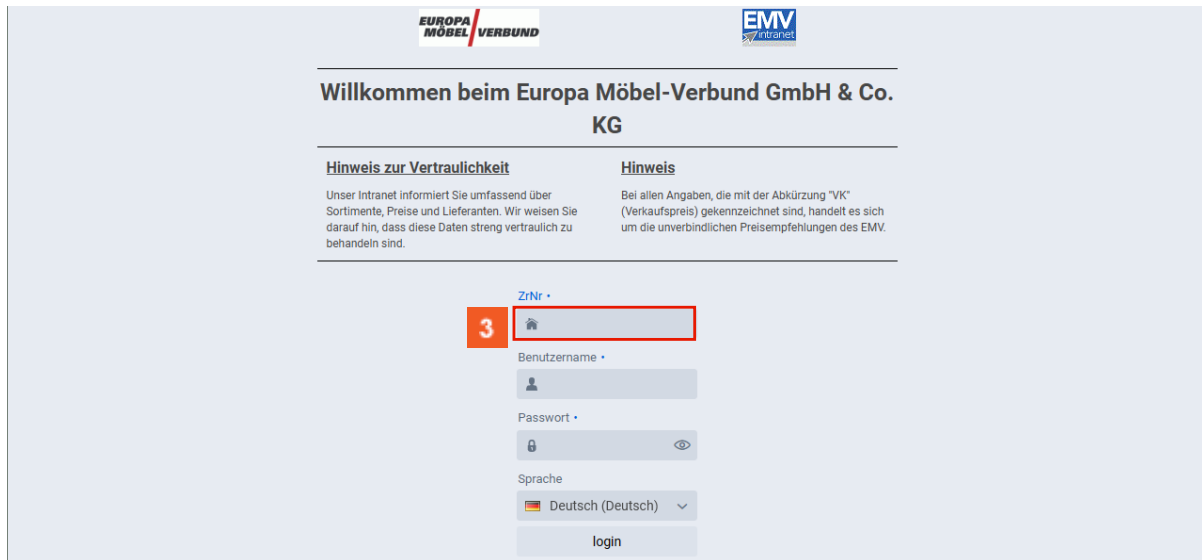 EUROPA
MÖBEL VERBUND
EMV
intranet
Willkommen beim Europa Möbel-Verbund GmbH & Co.
KG
Hinweis zur Vertraulichkeit
Unser Intranet informiert Sie umfassend über
Sortimente, Preise und Lieferanten. Wir weisen Sie
darauf hin, dass diese Daten streng vertraulich zu
behandeln sind.
Hinweis
Bei allen Angaben, die mit der Abkürzung "VK"
(Verkaufspreis) gekennzeichnet sind, handelt es sich
um die unverbindlichen Preisempfehlungen des EMV.
ZrNr •
3
Benutzername •
Passwort •
Sprache
Deutsch (Deutsch)
login